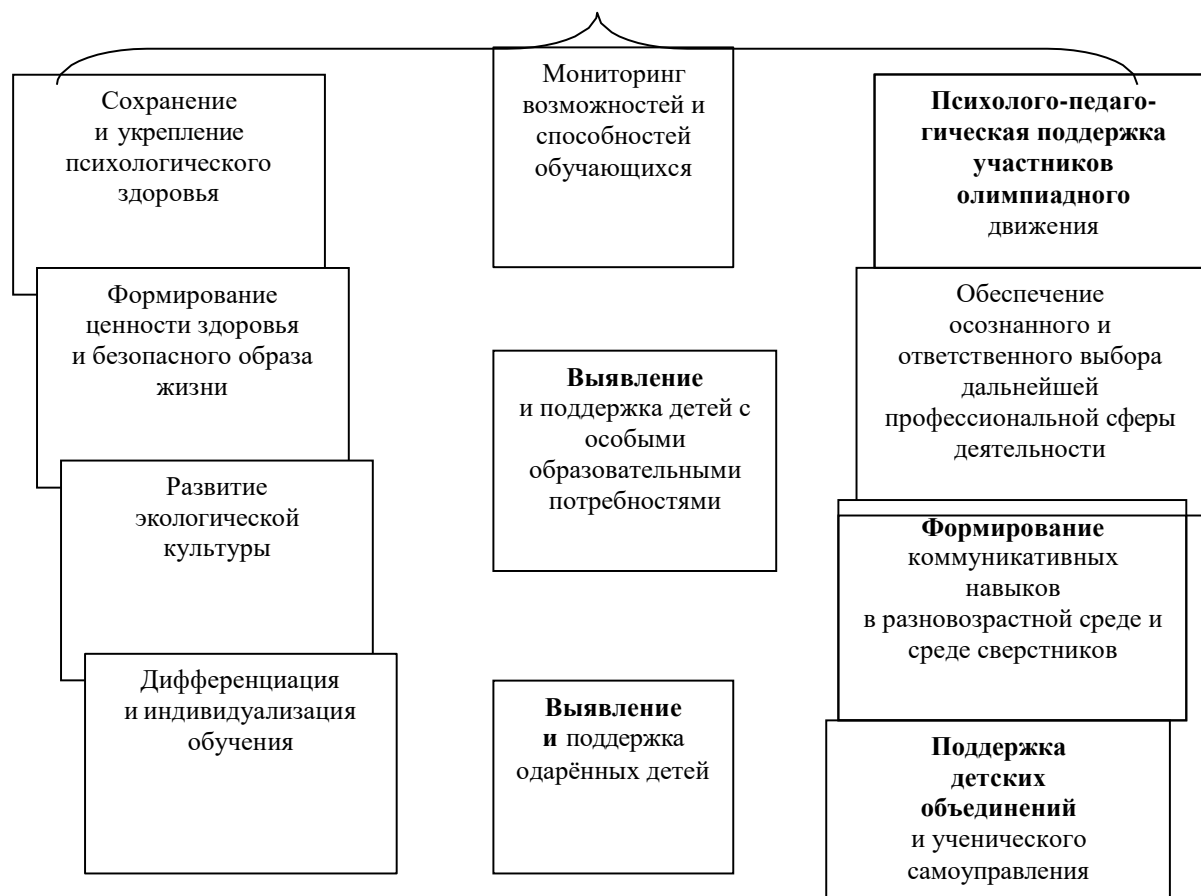 Сохранение
и укрепление
психологического
здоровья
Формирование
ценности здоровья
и безопасного образа
жизни
Развитие
экологической
культуры
Дифференциация
и индивидуализация
обучения
Мониторинг
возможностей и
способностей
обучающихся
Выявление
и поддержка детей с
особыми
образовательными
потребностями
Выявление
и поддержка
одарённых детей
Психолого-педаго-
гическая поддержка
участников
олимпиадного
движения
Обеспечение
осознанного и
ответственного выбора
дальнейшей
профессиональной сферы
деятельности
Формирование
коммуникативных
навыков
в разновозрастной среде и
среде сверстников
Поддержка
детских
объединений
и ученического
самоуправления